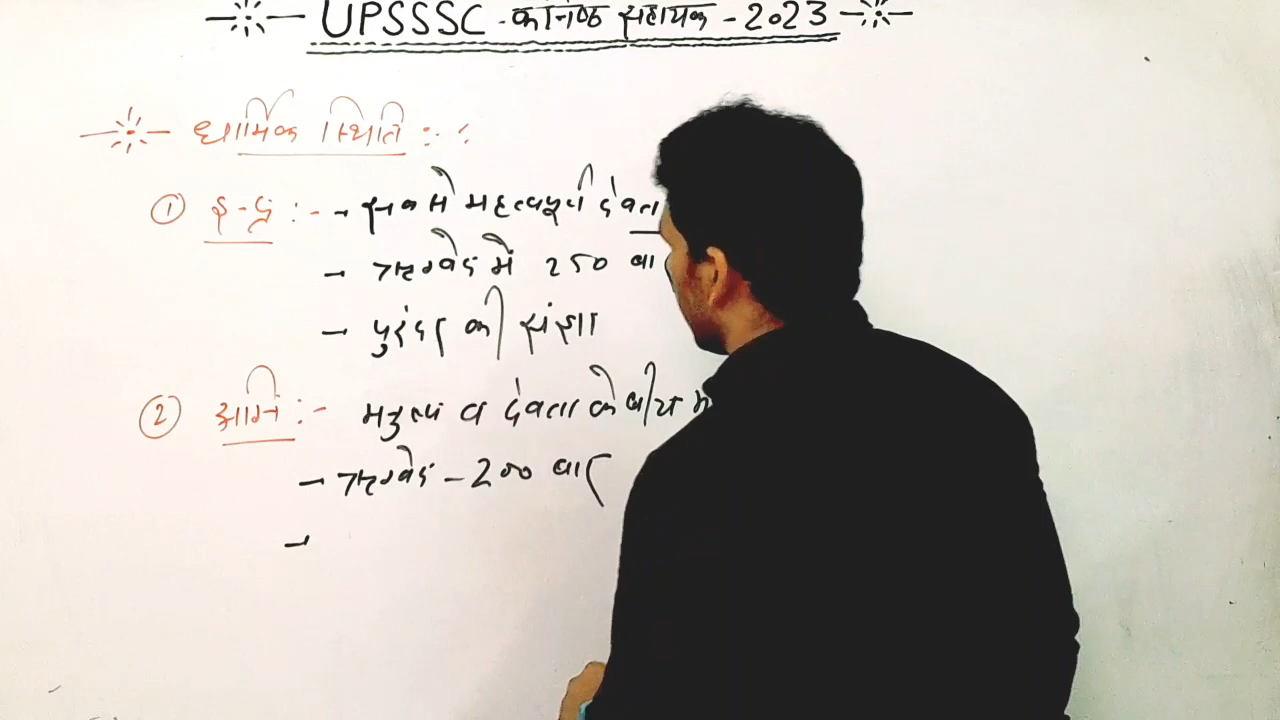 UPSSSC - कनिष्ठ सहायक - 2023
धार्मिक स्थिति :-
① इन्द्र :- → सबसे महत्वपूर्ण देवता
→ ऋग्वेद में 250 बा
→ पुरंदर की संज्ञा
② अग्नि :- मनुष्य व देवता के बीच म
→ ऋग्वेद - 200 बार
→